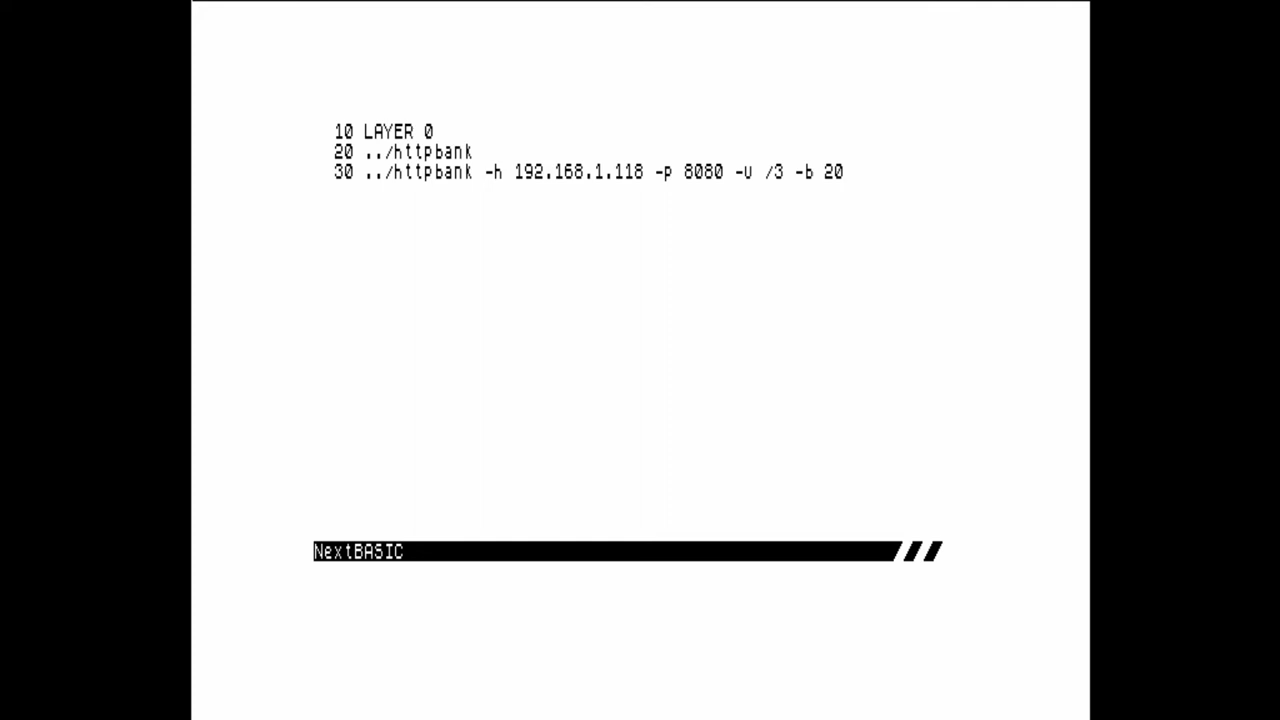 10 LAYER 0
20 ../httpbank
30 ../httpbank -h 192.168.1.118 -p 8080 -u /3 -b 20
NextBASIC